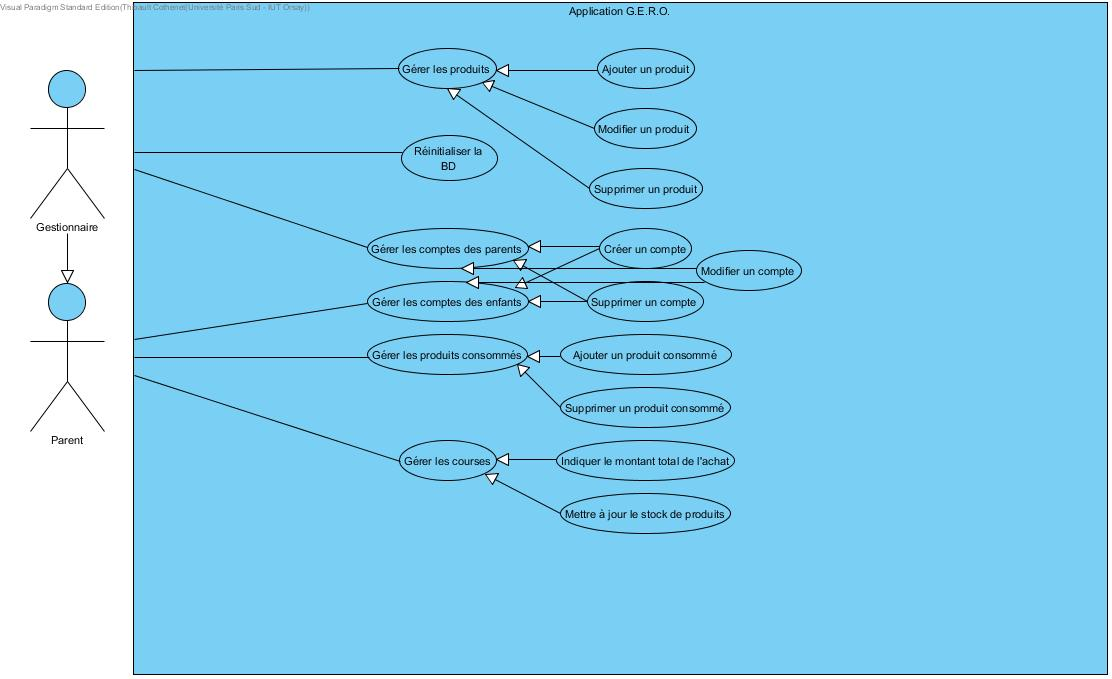 Visual Paradigm Standard Edition(Thibault Cothenet(Université Paris Sud - IUT Orsay))
Application G.E.R.O.
Gérer les produits
Ajouter un produit
Modifier un produit
Réinitialiser la
BD
Supprimer un produit
Gestionnaire
Gérer les comptes des parents
Créer un compte
Modifier un compte
Gérer les comptes des enfants
Supprimer un compte
Gérer les produits consommés
Ajouter un produit consommé
Supprimer un produit consommé
Parent
Gérer les courses
Indiquer le montant total de l'achat
Mettre à jour le stock de produits